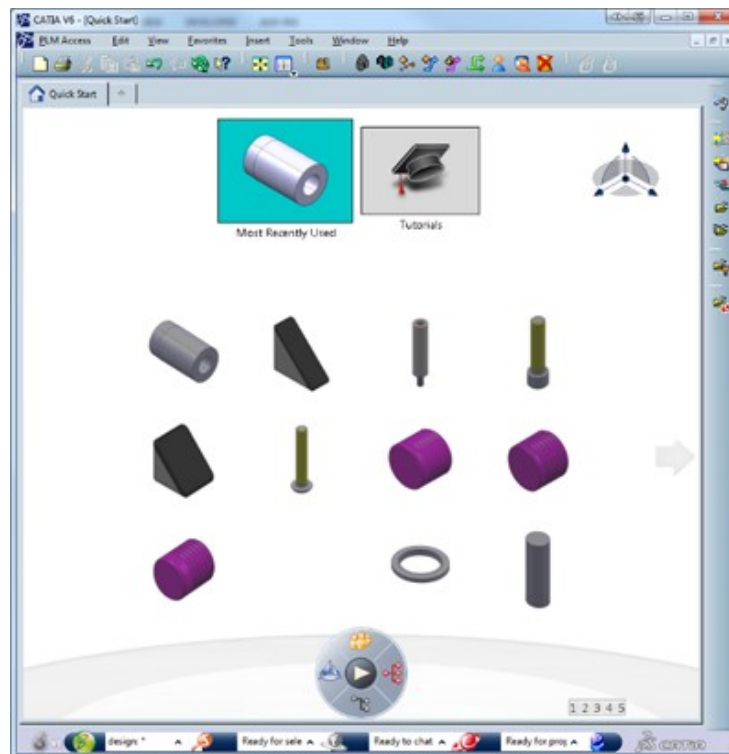 CATIA V6 - [Quick Start]
PLM Access Edit View Favorites Insert Tools Window Help
Quick Start
Most Recently Used
Tutorials
1 2 3 4 5
design: *
Ready for sele
Ready to chat
Ready for proj
CATIA